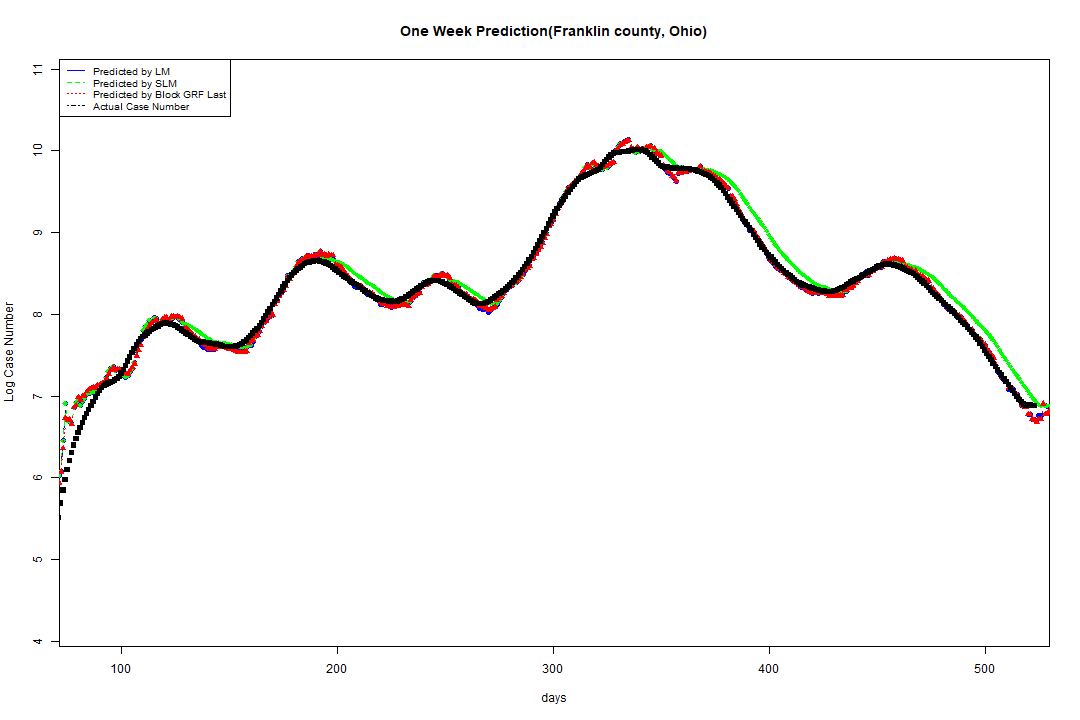 One Week Prediction(Franklin county, Ohio)
Predicted by LM
Predicted by SLM
Predicted by Block GRF Last
Actual Case Number
11
10
9
8
7
6
5
4
Log Case Number
100 200 300 400 500
days